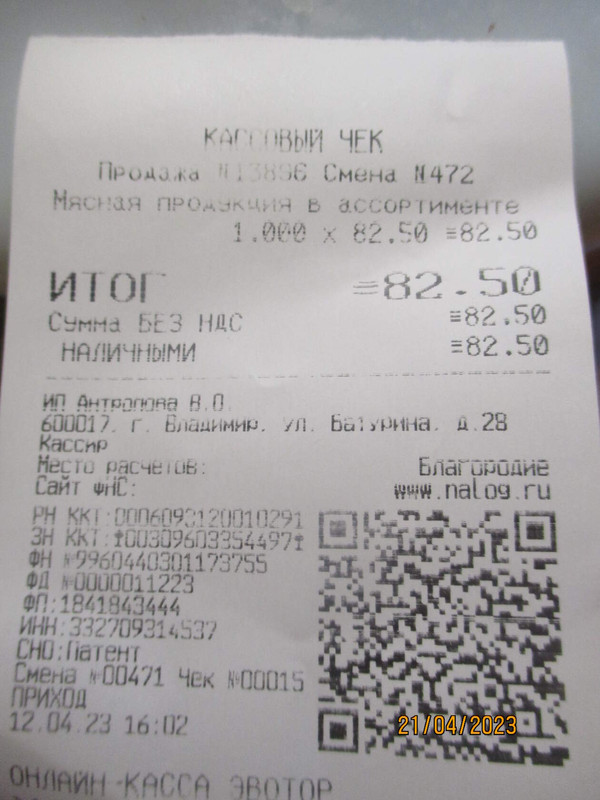 КАССОВЫЙ ЧЕК
Продажа №13896 Смена №472
Мясная продукция в ассортименте
1.000 x 82.50 ≡82.50
ИТОГ ≡82.50
Сумма БЕЗ НДС ≡82.50
НАЛИЧНЫМИ ≡82.50
ИП Антропова В.О.
600017. г. Владимир. ул. Батурина. д.28
Кассир
Место расчетов: Благородие
Сайт ФНС: www.nalog.ru
РН ККТ:0006093120010291
ЗН ККТ:☨00309603354497☨
ФН №9960440301173755
ФД №0000011223
ФП:1841843444
ИНН:332709314537
СНО:Патент
Смена №00471 Чек №00015
ПРИХОД
12.04.23 16:02
21/04/2023
ОНЛАЙН-КАССА ЭВОТОР